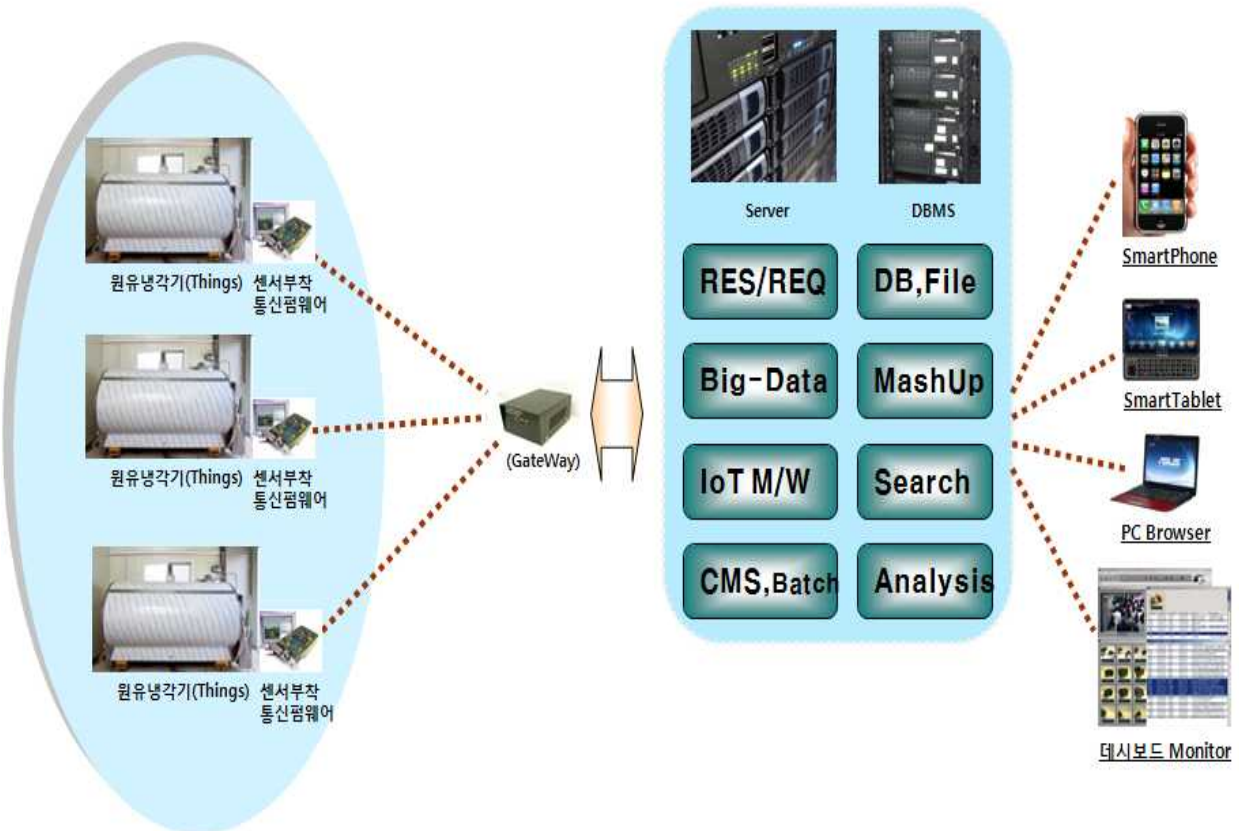 Server
DBMS
RES/REQ
DB,File
Big-Data
MashUp
IoT M/W
Search
CMS,Batch
Analysis
원유냉각기(Things)
센서부착
통신펌웨어
원유냉각기(Things)
센서부착
통신펌웨어
원유냉각기(Things)
센서부착
통신펌웨어
(GateWay)
SmartPhone
SmartTablet
ASUS
PC Browser
데시보드 Monitor